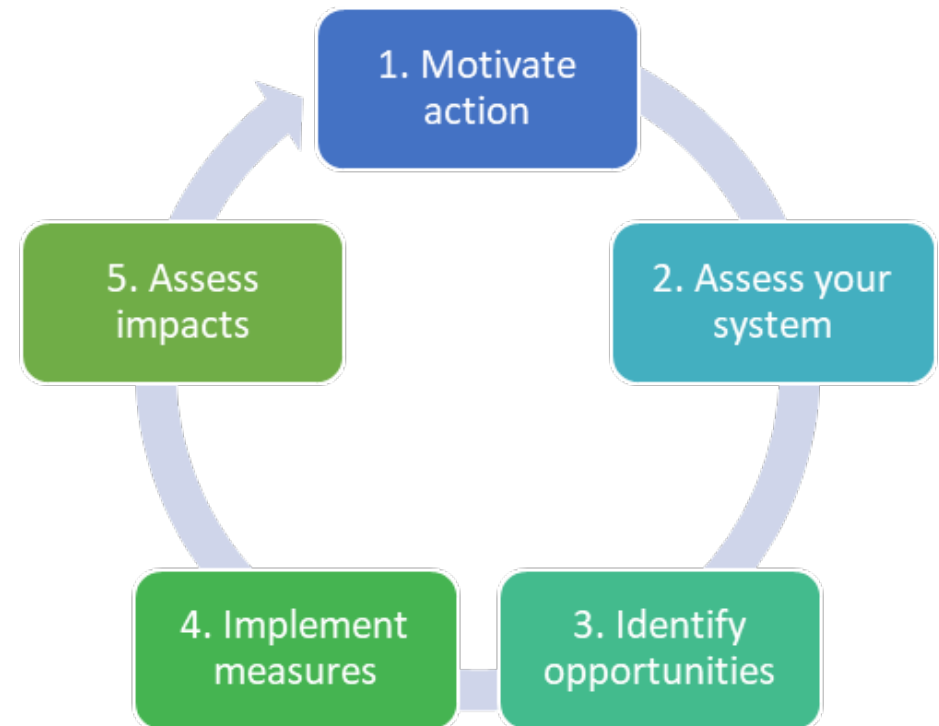 1. Motivate
action
2. Assess your
system
3. Identify
opportunities
4. Implement
measures
5. Assess
impacts